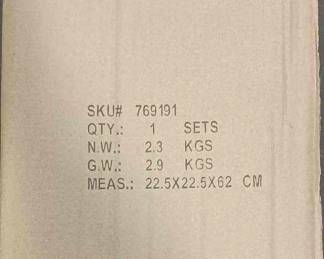 SKU# 769191
QTY.: 1 SETS
N.W.: 2.3 KGS
G.W.: 2.9 KGS
MEAS.: 22.5X22.5X62 CM